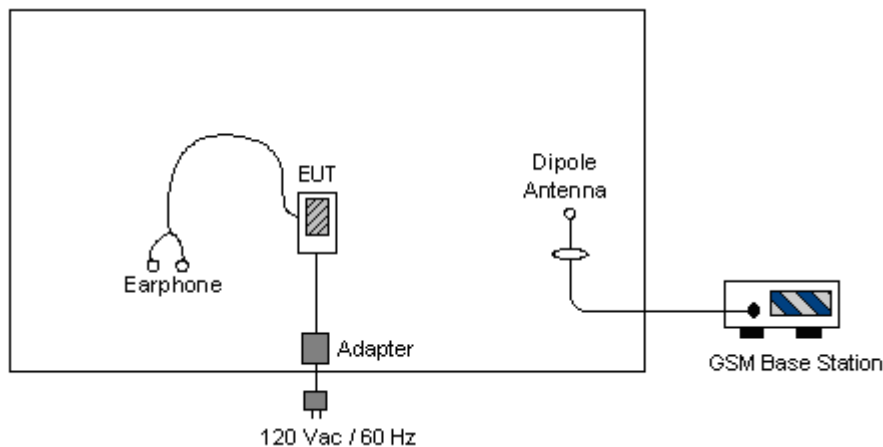 EUT
Dipole
Antenna
Earphone
Adapter
GSM Base Station
120 Vac / 60 Hz